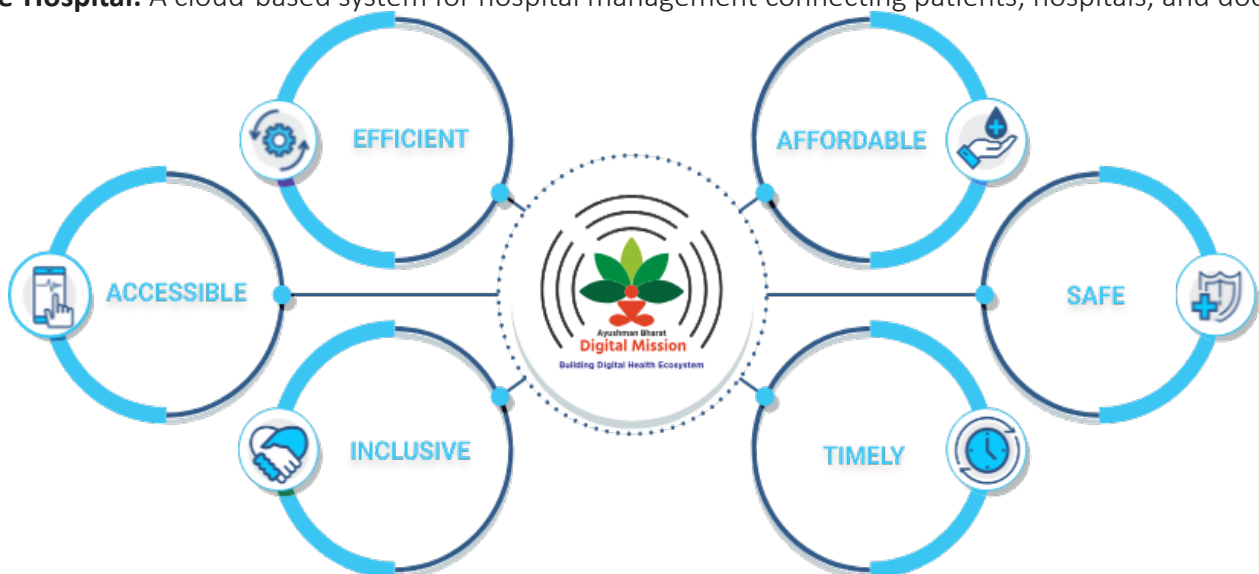 e Hospital: A cloud-based system for hospital management connecting patients, hospitals, and doc
EFFICIENT
AFFORDABLE
ACCESSIBLE
SAFE
Ayushman Bharat
Digital Mission
Building Digital Health Ecosystem
INCLUSIVE
TIMELY